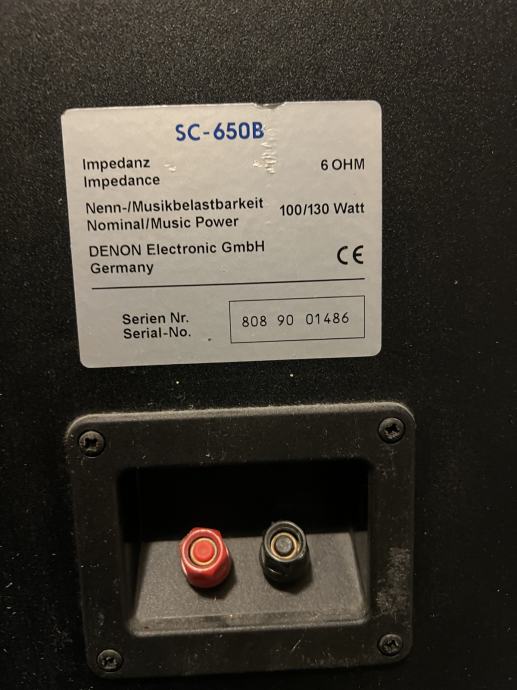 SC-650B
Impedanz
Impedance 6 OHM
Nenn-/Musikbelastbarkeit
Nominal/Music Power 100/130 Watt
DENON Electronic GmbH
Germany CE
Serien Nr.
Serial-No. 808 90 01486